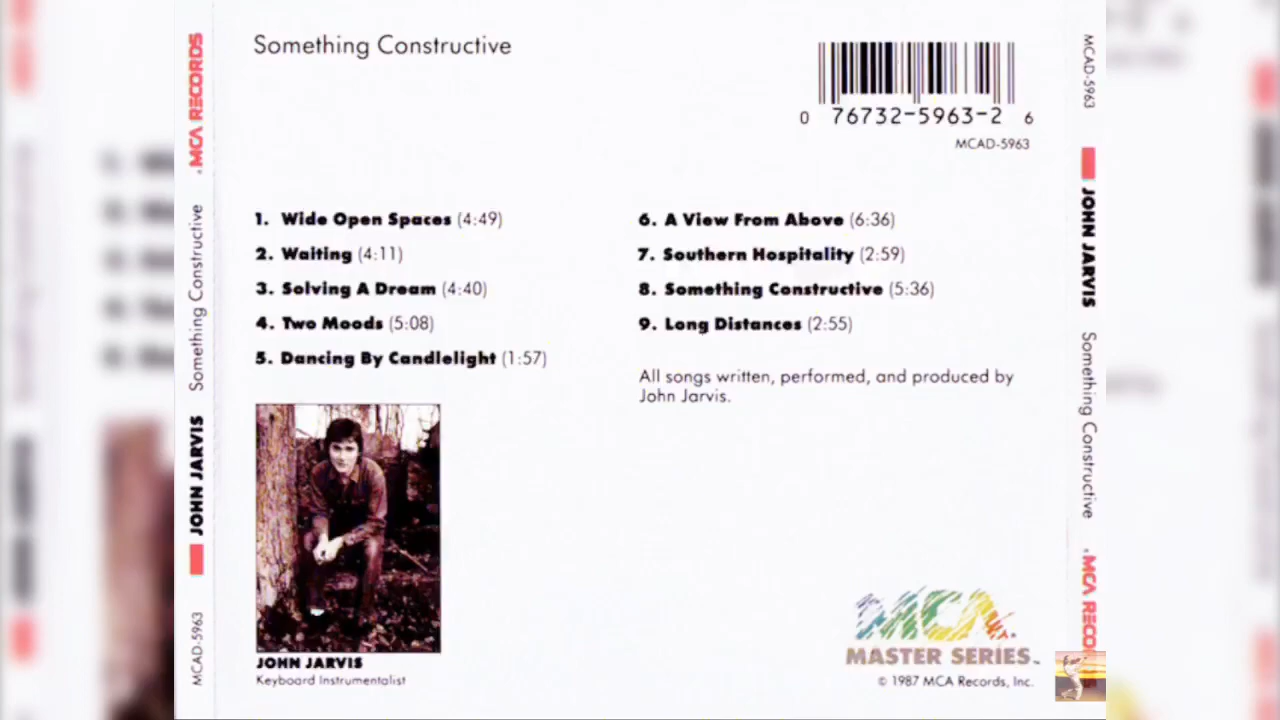 Something Constructive
0 76732-5963-2 6
MCAD-5963
1. Wide Open Spaces (4:49)
2. Waiting (4:11)
3. Solving A Dream (4:40)
4. Two Moods (5:08)
5. Dancing By Candlelight (1:57)
6. A View From Above (6:36)
7. Southern Hospitality (2:59)
8. Something Constructive (5:36)
9. Long Distances (2:55)
All songs written, performed, and produced by
John Jarvis.
JOHN JARVIS
Keyboard Instrumentalist
MCA
MASTER SERIES™
© 1987 MCA Records, Inc.
MCAD-5963 JOHN JARVIS Something Constructive MCA RECORDS
MCAD-5963 JOHN JARVIS Something Constructive MCA RECO